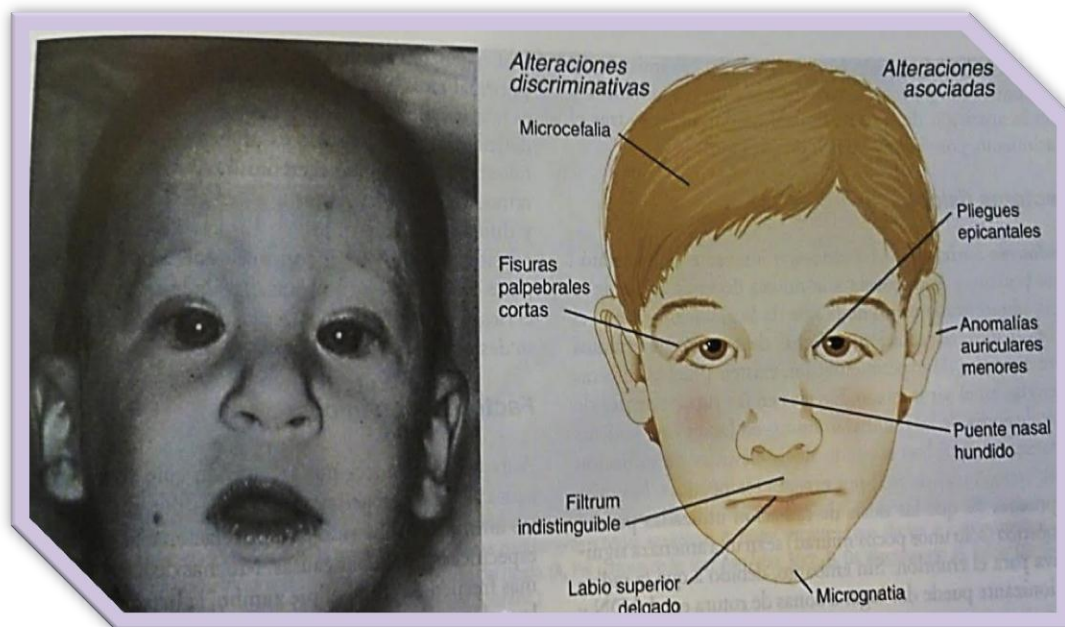 Alteraciones
discriminativas
Alteraciones
asociadas
Microcefalia
Pliegues
epicantales
Fisuras
palpebrales
cortas
Anomalías
auriculares
menores
Puente nasal
hundido
Filtrum
indistinguible
Labio superior
delgado
Micrognatia